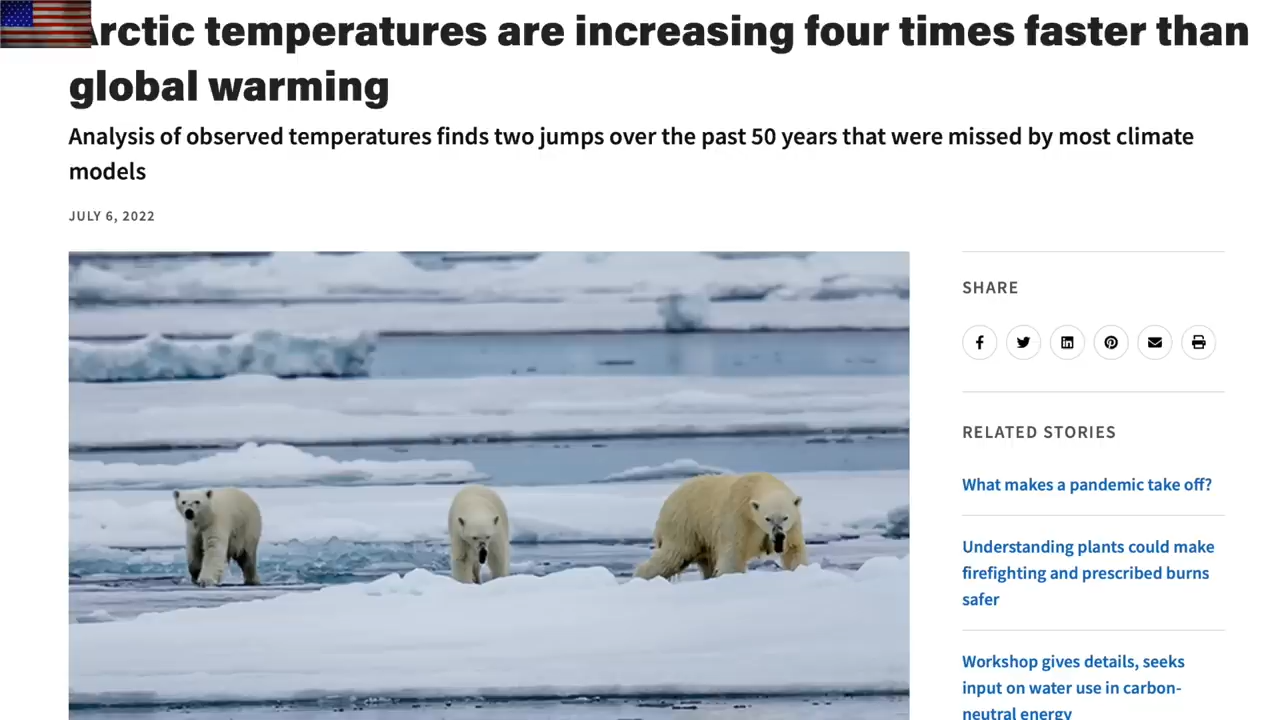 Arctic temperatures are increasing four times faster than
global warming
Analysis of observed temperatures finds two jumps over the past 50 years that were missed by most climate
models
JULY 6, 2022
SHARE
RELATED STORIES
What makes a pandemic take off?
Understanding plants could make
firefighting and prescribed burns
safer
Workshop gives details, seeks
input on water use in carbon-
neutral energy